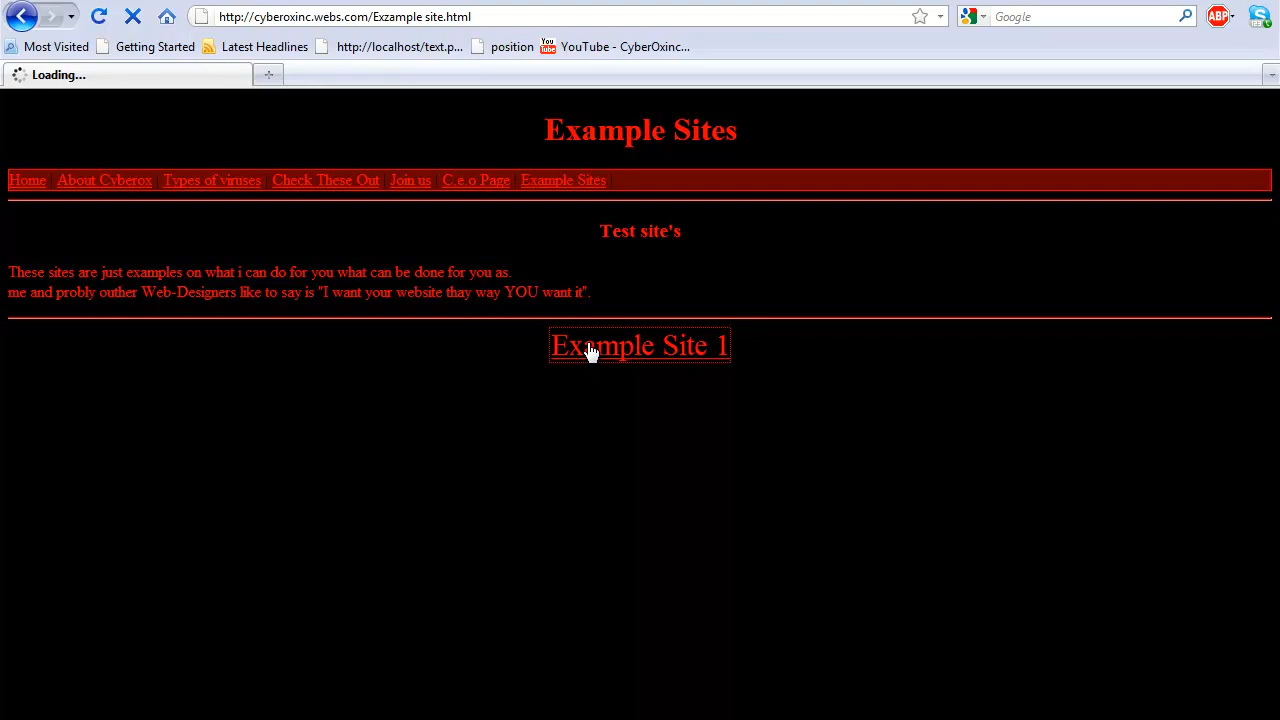 http://cyberoxinc.webs.com/Exzample site.html
Google
ABP
Most Visited Getting Started Latest Headlines http://localhost/text.p... position You Tube YouTube - CyberOxinc...
Loading...
Example Sites
Home | About Cyberox | Types of viruses | Check These Out | Join us | C.e.o Page | Example Sites |
Test site's
These sites are just examples on what i can do for you what can be done for you as.
me and probly outher Web-Designers like to say is "I want your website thay way YOU want it".
Example Site 1